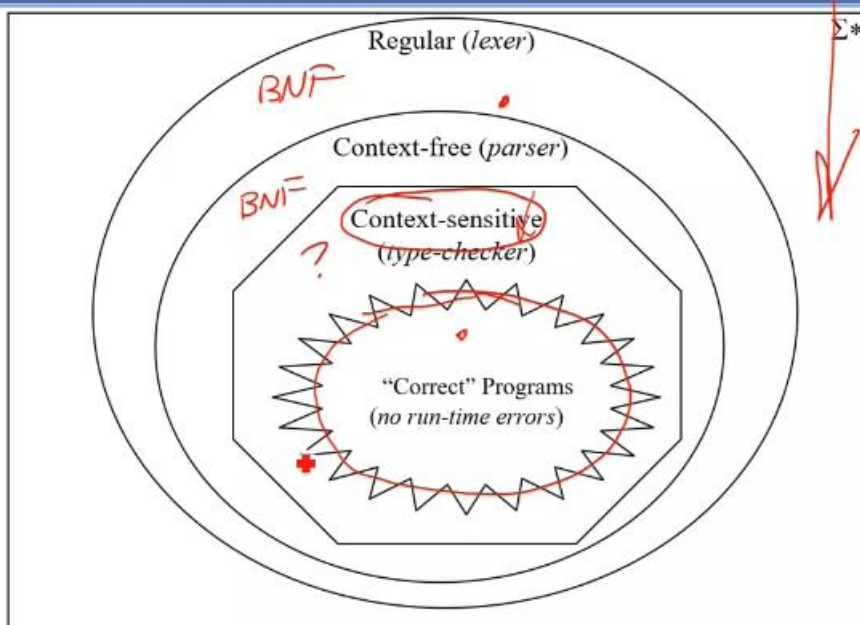 Σ*
Regular (lexer)
BNF
Context-free (parser)
BNF
Context-sensitive
(type-checker)
?
“Correct” Programs
(no run-time errors)